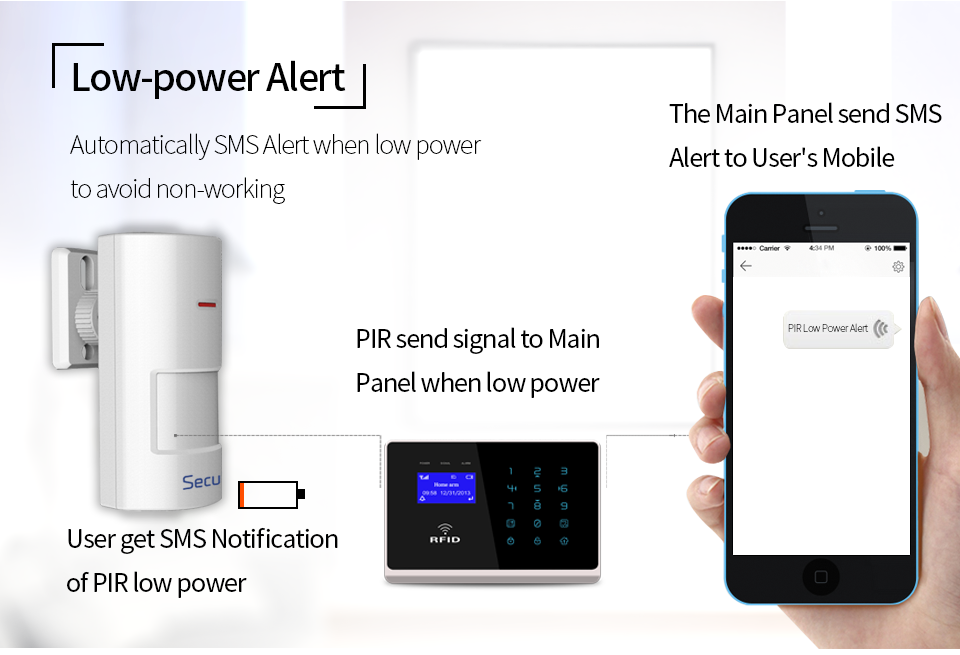 Low-power Alert
Automatically SMS Alert when low power
to avoid non-working
The Main Panel send SMS
Alert to User's Mobile
Carrier
4:34 PM
100%
PIR Low Power Alert
PIR send signal to Main
Panel when low power
Secu
User get SMS Notification
of PIR low power
POWER SIGNAL ALARM
Home arm
09:58 12/31/2013
RFID
1 2 3
4 5 6
7 8 9
0